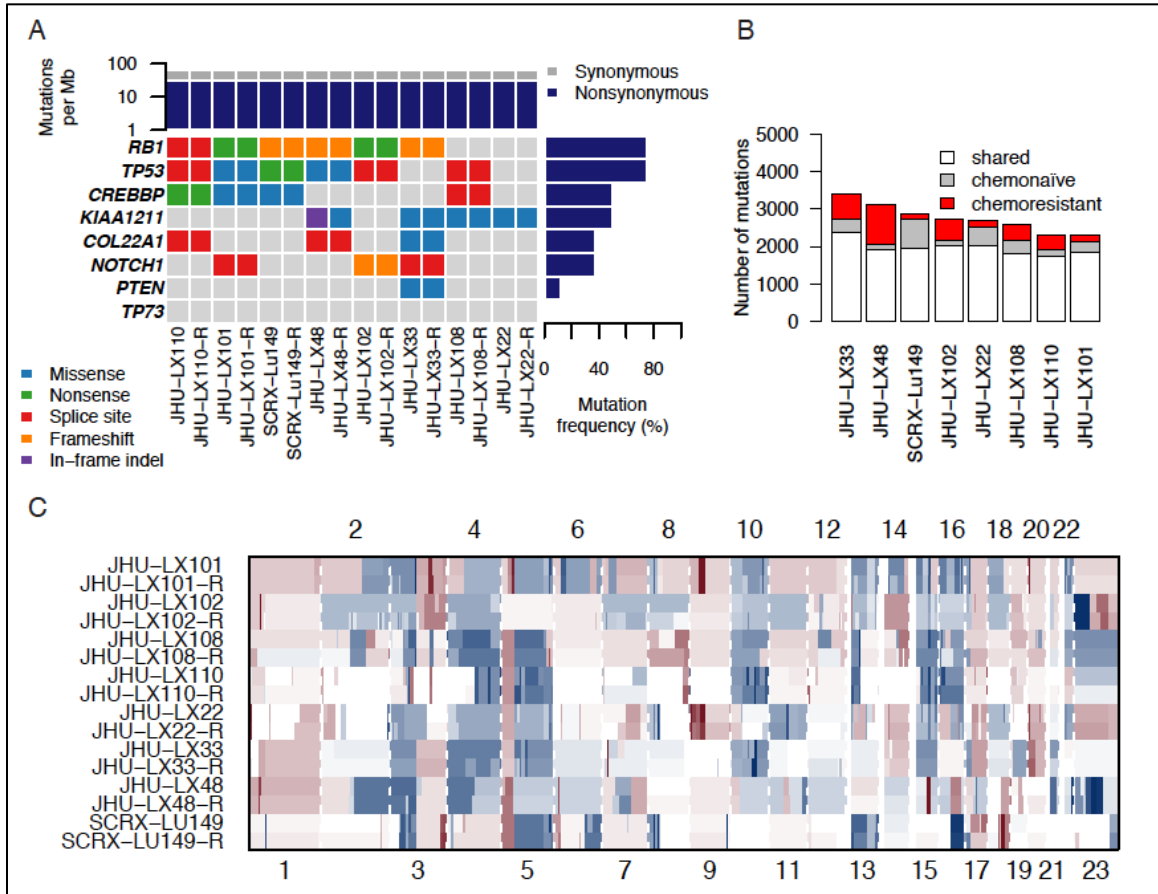 A
Mutations
per Mb
100
10
1
Synonymous
Nonsynonymous
RB1
TP53
CREBBP
KIAA1211
COL22A1
NOTCH1
PTEN
TP73
JHU-LX110
JHU-LX110-R
JHU-LX101
JHU-LX101-R
SCRX-Lu149
SCRX-Lu149-R
JHU-LX48
JHU-LX48-R
JHU-LX102
JHU-LX102-R
JHU-LX33
JHU-LX33-R
JHU-LX108
JHU-LX108-R
JHU-LX22
JHU-LX22-R
0 40 80
Mutation
frequency (%)
Missense
Nonsense
Splice site
Frameshift
In-frame indel
B
Number of mutations
5000
4000
3000
2000
1000
0
shared
chemonaïve
chemoresistant
JHU-LX33
JHU-LX48
SCRX-Lu149
JHU-LX102
JHU-LX22
JHU-LX108
JHU-LX110
JHU-LX101
C
2 4 6 8 10 12 14 16 18 20 22
JHU-LX101
JHU-LX101-R
JHU-LX102
JHU-LX102-R
JHU-LX108
JHU-LX108-R
JHU-LX110
JHU-LX110-R
JHU-LX22
JHU-LX22-R
JHU-LX33
JHU-LX33-R
JHU-LX48
JHU-LX48-R
SCRX-LU149
SCRX-LU149-R
1 3 5 7 9 11 13 15 17 19 21 23